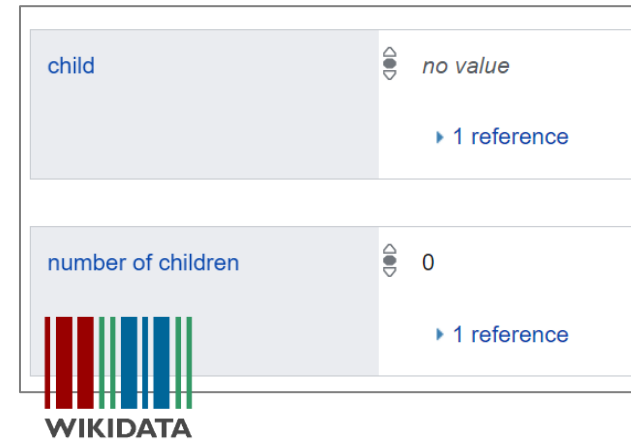 child
no value
1 reference
number of children
0
1 reference
WIKIDATA